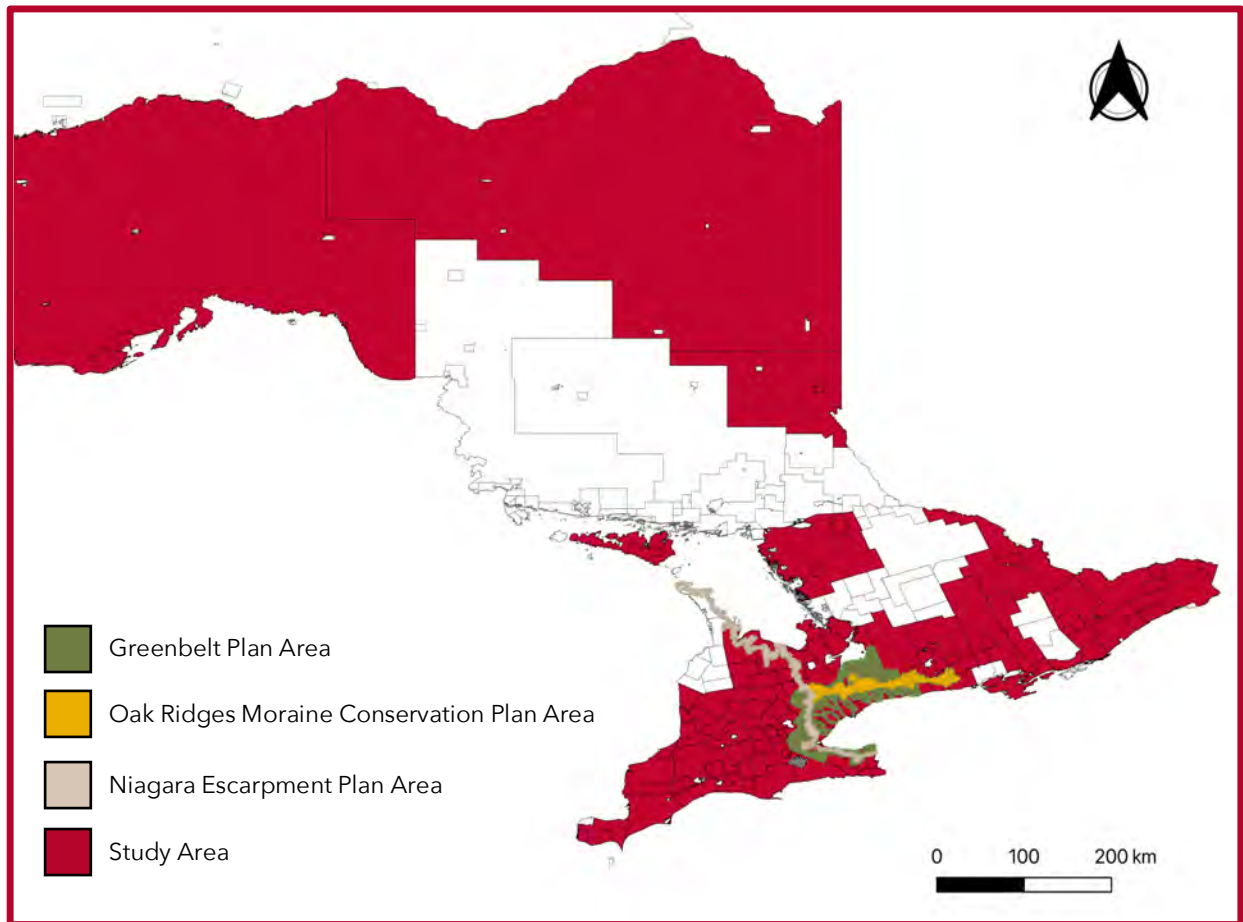 Greenbelt Plan Area
Oak Ridges Moraine Conservation Plan Area
Niagara Escarpment Plan Area
Study Area
0 100 200 km